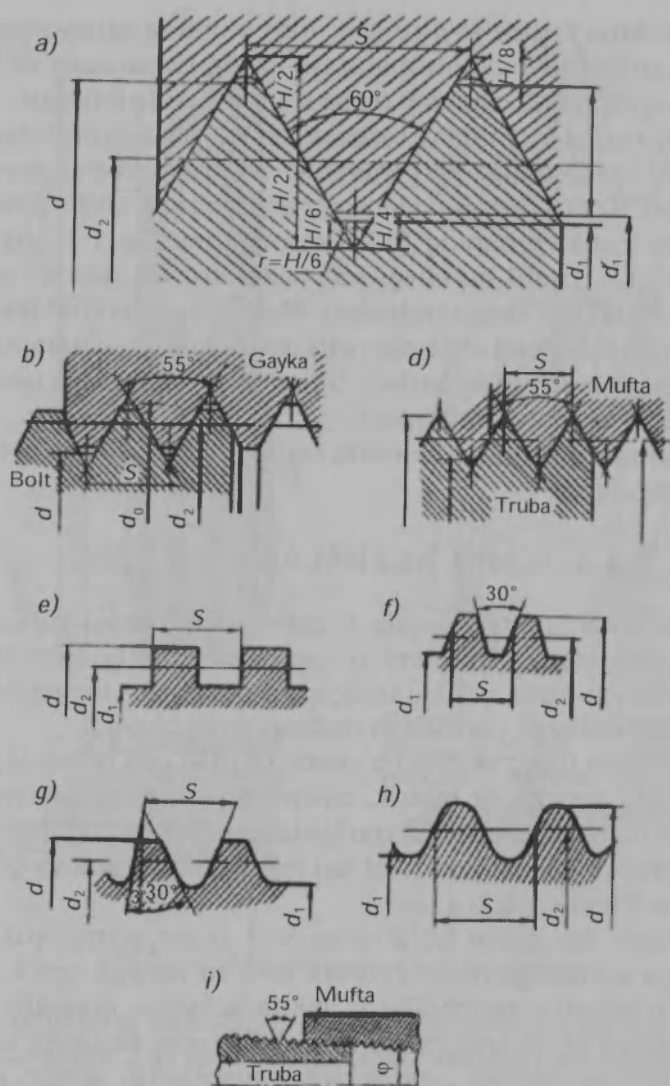 a)
S
H/8
H/2
60°
H/2
H/6
H/4
d
d₂
r=H/6
d₁
d'₁
b)
55°
Gayka
Bolt
S
d
d₀
d₂
d)
S
55°
Mufta
Truba
e)
S
d
d₂
d₁
f)
30°
S
d₁
d₂
d
g)
S
d
d₂
3°
30°
d₁
h)
S
d₁
d₂
d
i)
55°
Mufta
Truba
φ